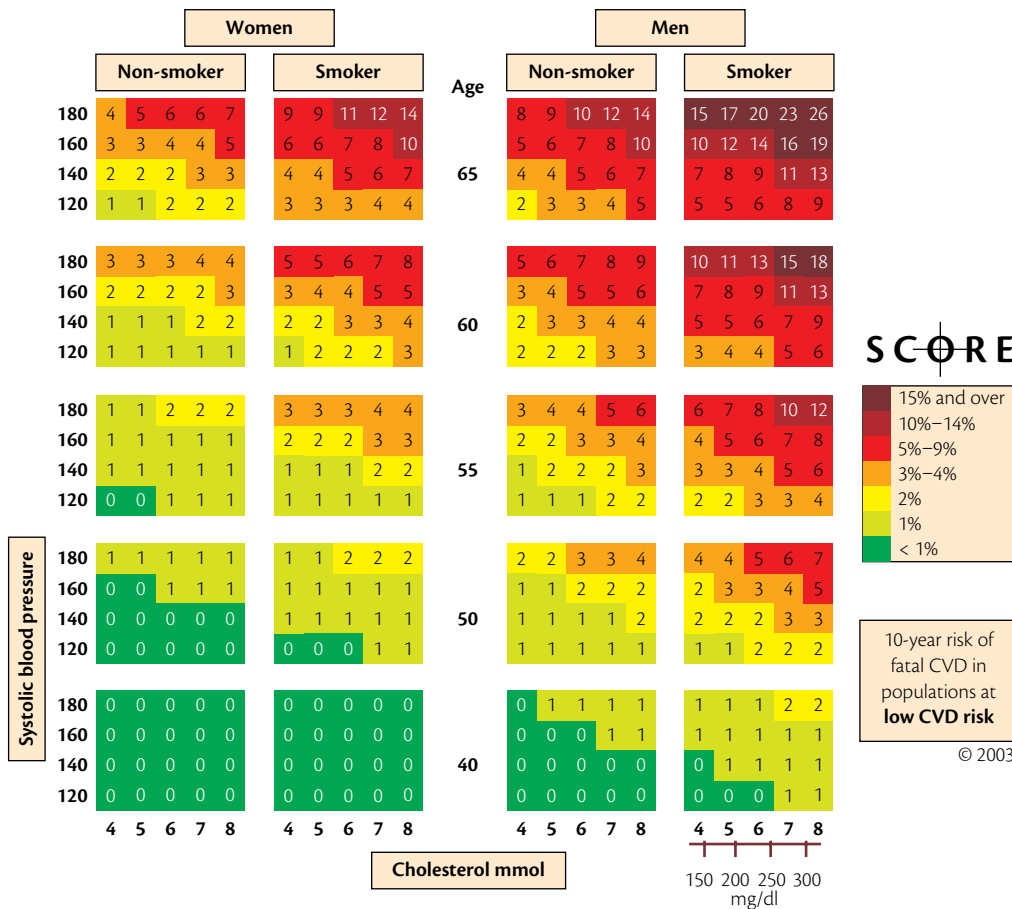 Women Men
Non-smoker Smoker Age Non-smoker Smoker
180 4 5 6 6 7 9 9 11 12 14 8 9 10 12 14 15 17 20 23 26
160 3 3 4 4 5 6 6 7 8 10 5 6 7 8 10 10 12 14 16 19
140 2 2 2 3 3 4 4 5 6 7 65 4 4 5 6 7 7 8 9 11 13
120 1 1 2 2 2 3 3 3 4 4 2 3 3 4 5 5 5 6 8 9
180 3 3 3 4 4 5 5 6 7 8 5 6 7 8 9 10 11 13 15 18
160 2 2 2 2 3 3 4 4 5 5 3 4 5 5 6 7 8 9 11 13
140 1 1 1 2 2 2 2 3 3 4 60 2 3 3 4 4 5 5 6 7 9
120 1 1 1 1 1 1 2 2 2 3 2 2 2 3 3 3 4 4 5 6
180 1 1 2 2 2 3 3 3 4 4 3 4 4 5 6 6 7 8 10 12
160 1 1 1 1 1 2 2 2 3 3 2 2 3 3 4 4 5 6 7 8
140 1 1 1 1 1 1 1 1 2 2 55 1 2 2 2 3 3 3 4 5 6
120 0 0 1 1 1 1 1 1 1 1 1 1 1 2 2 2 2 3 3 4
180 1 1 1 1 1 1 1 2 2 2 2 2 3 3 4 4 4 5 6 7
160 0 0 1 1 1 1 1 1 1 1 1 1 2 2 2 2 3 3 4 5
140 0 0 0 0 0 1 1 1 1 1 50 1 1 1 1 2 2 2 2 3 3
120 0 0 0 0 0 0 0 0 1 1 1 1 1 1 1 1 1 2 2 2
180 0 0 0 0 0 0 0 0 0 0 0 1 1 1 1 1 1 1 2 2
160 0 0 0 0 0 0 0 0 0 0 0 0 0 1 1 1 1 1 1 1
140 0 0 0 0 0 0 0 0 0 0 40 0 0 0 0 0 0 1 1 1 1
120 0 0 0 0 0 0 0 0 0 0 0 0 0 0 0 0 0 0 1 1
4 5 6 7 8 4 5 6 7 8 4 5 6 7 8 4 5 6 7 8
Systolic blood pressure
Cholesterol mmol
150 200 250 300
mg/dl
SCORE
15% and over
10%–14%
5%–9%
3%–4%
2%
1%
< 1%
10-year risk of
fatal CVD in
populations at
low CVD risk
© 2003